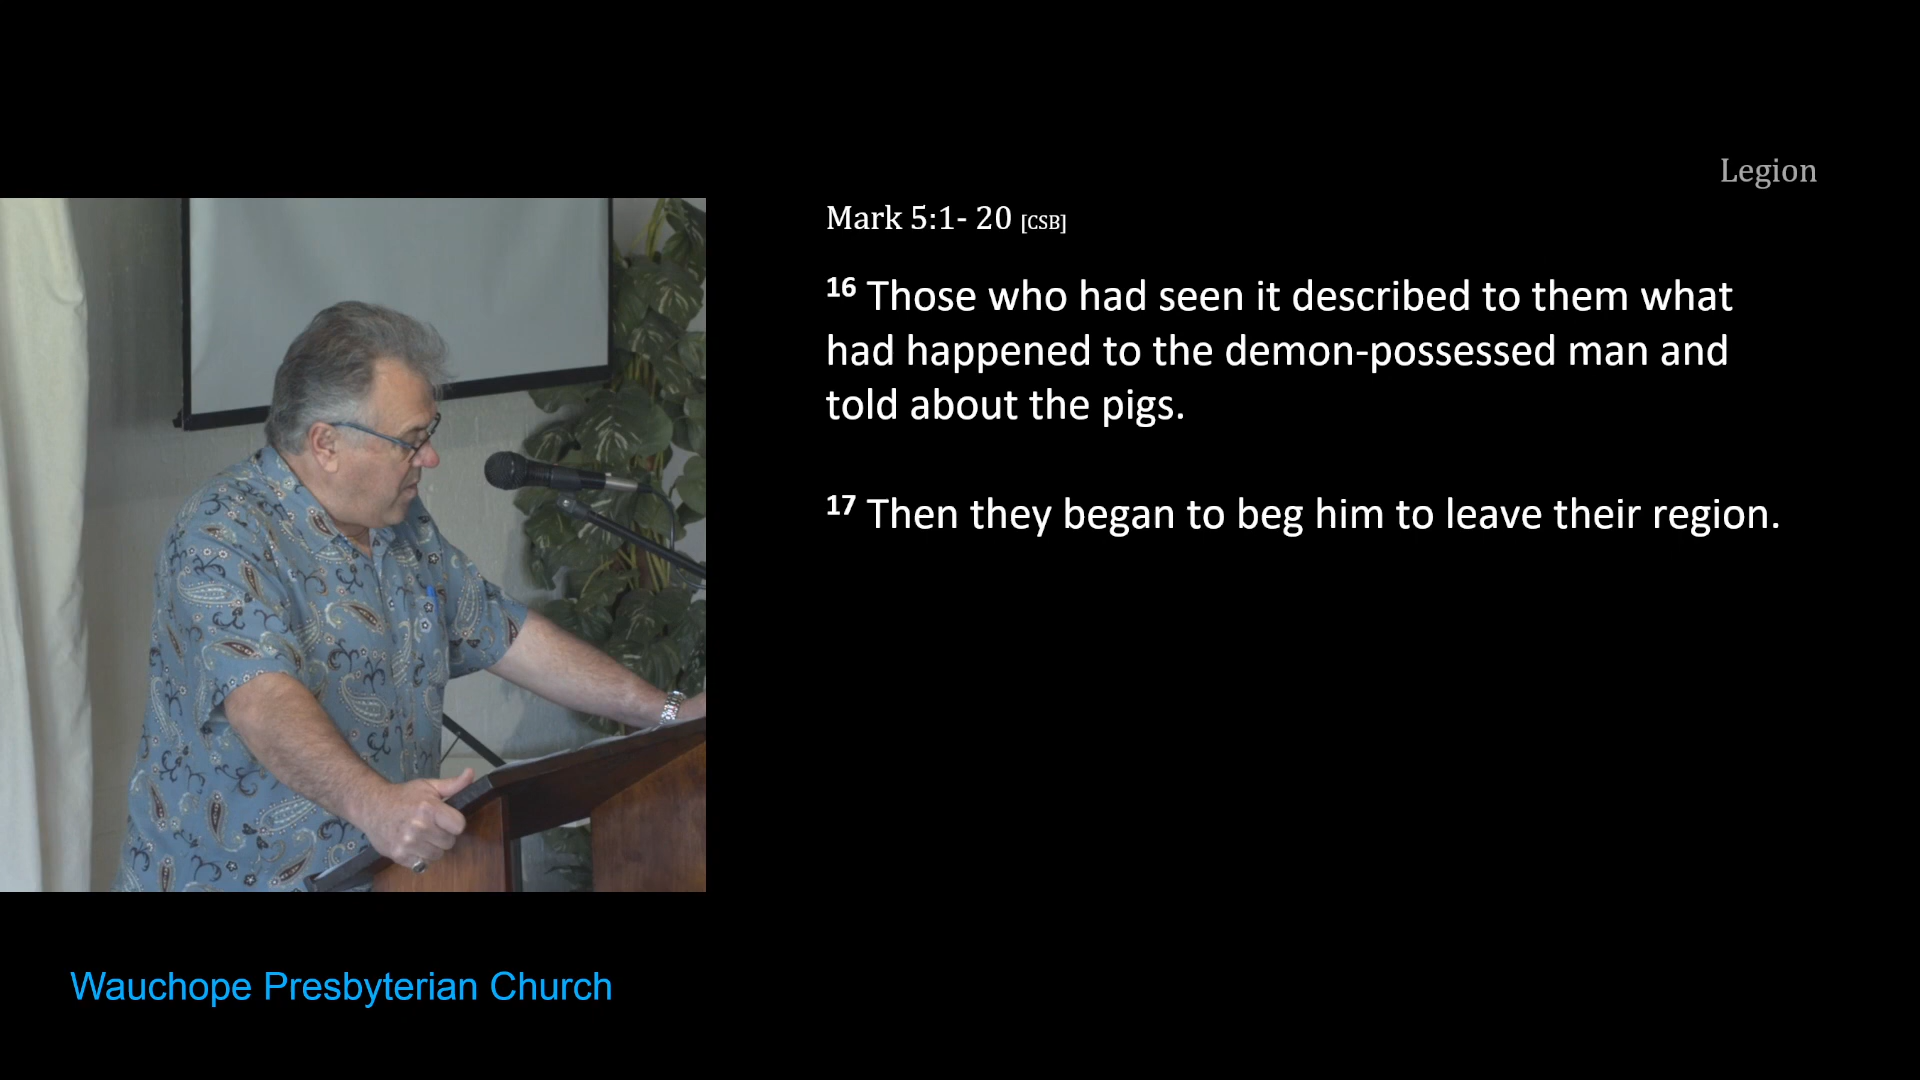 Legion
Mark 5:1- 20 [CSB]
16 Those who had seen it described to them what
had happened to the demon-possessed man and
told about the pigs.
17 Then they began to beg him to leave their region.
Wauchope Presbyterian Church